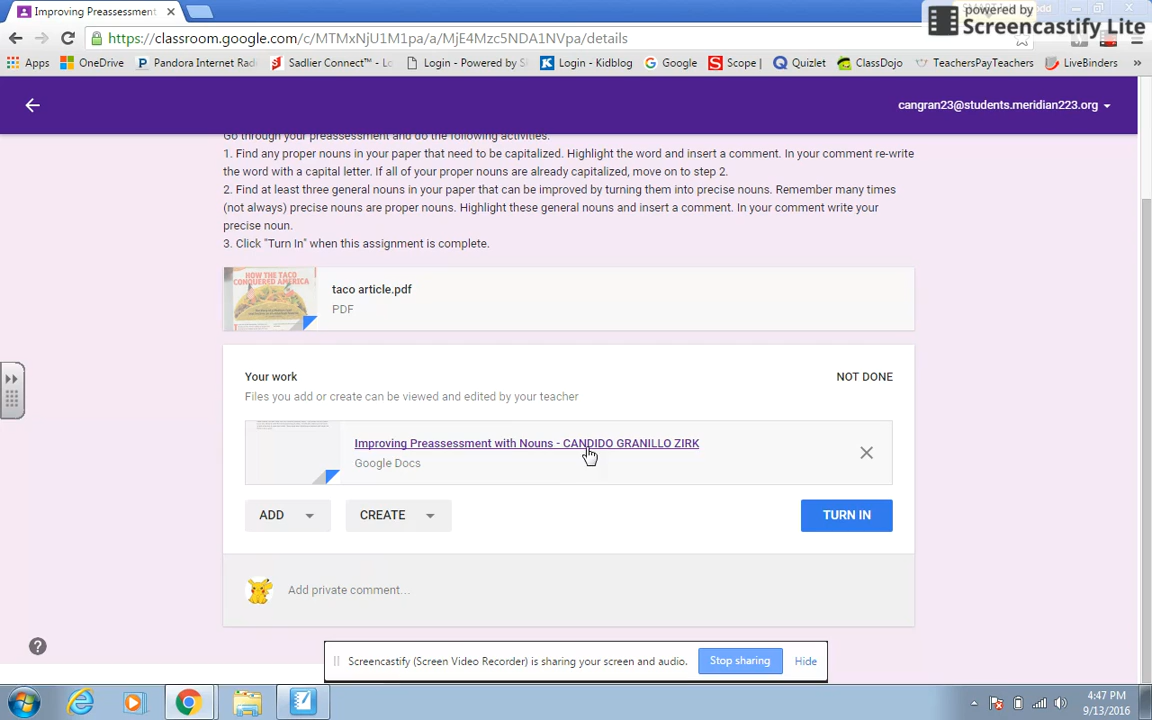 Improving Preassessment
powered by
Screencastify Lite
https://classroom.google.com/c/MTMxNjU1M1pa/a/MjE4Mzc5NDA1NVpa/details
Apps OneDrive Pandora Internet Radi Sadlier Connect™ - Lo Login - Powered by Sk Login - Kidblog Google Scope | Quizlet ClassDojo TeachersPayTeachers LiveBinders »
cangran23@students.meridian223.org
Go through your preassessment and do the following activities:
1. Find any proper nouns in your paper that need to be capitalized. Highlight the word and insert a comment. In your comment re-write
the word with a capital letter. If all of your proper nouns are already capitalized, move on to step 2.
2. Find at least three general nouns in your paper that can be improved by turning them into precise nouns. Remember many times
(not always) precise nouns are proper nouns. Highlight these general nouns and insert a comment. In your comment write your
precise noun.
3. Click "Turn In" when this assignment is complete.
HOW THE TACO
CONQUERED AMERICA
taco article.pdf
PDF
Your work
NOT DONE
Files you add or create can be viewed and edited by your teacher
Improving Preassessment with Nouns - CANDIDO GRANILLO ZIRK
Google Docs
ADD CREATE TURN IN
Add private comment...
Screencastify (Screen Video Recorder) is sharing your screen and audio. Stop sharing Hide
4:47 PM
9/13/2016